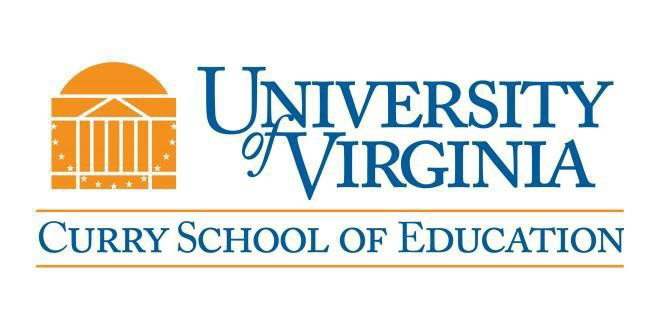 UNIVERSITY
of VIRGINIA
CURRY SCHOOL OF EDUCATION